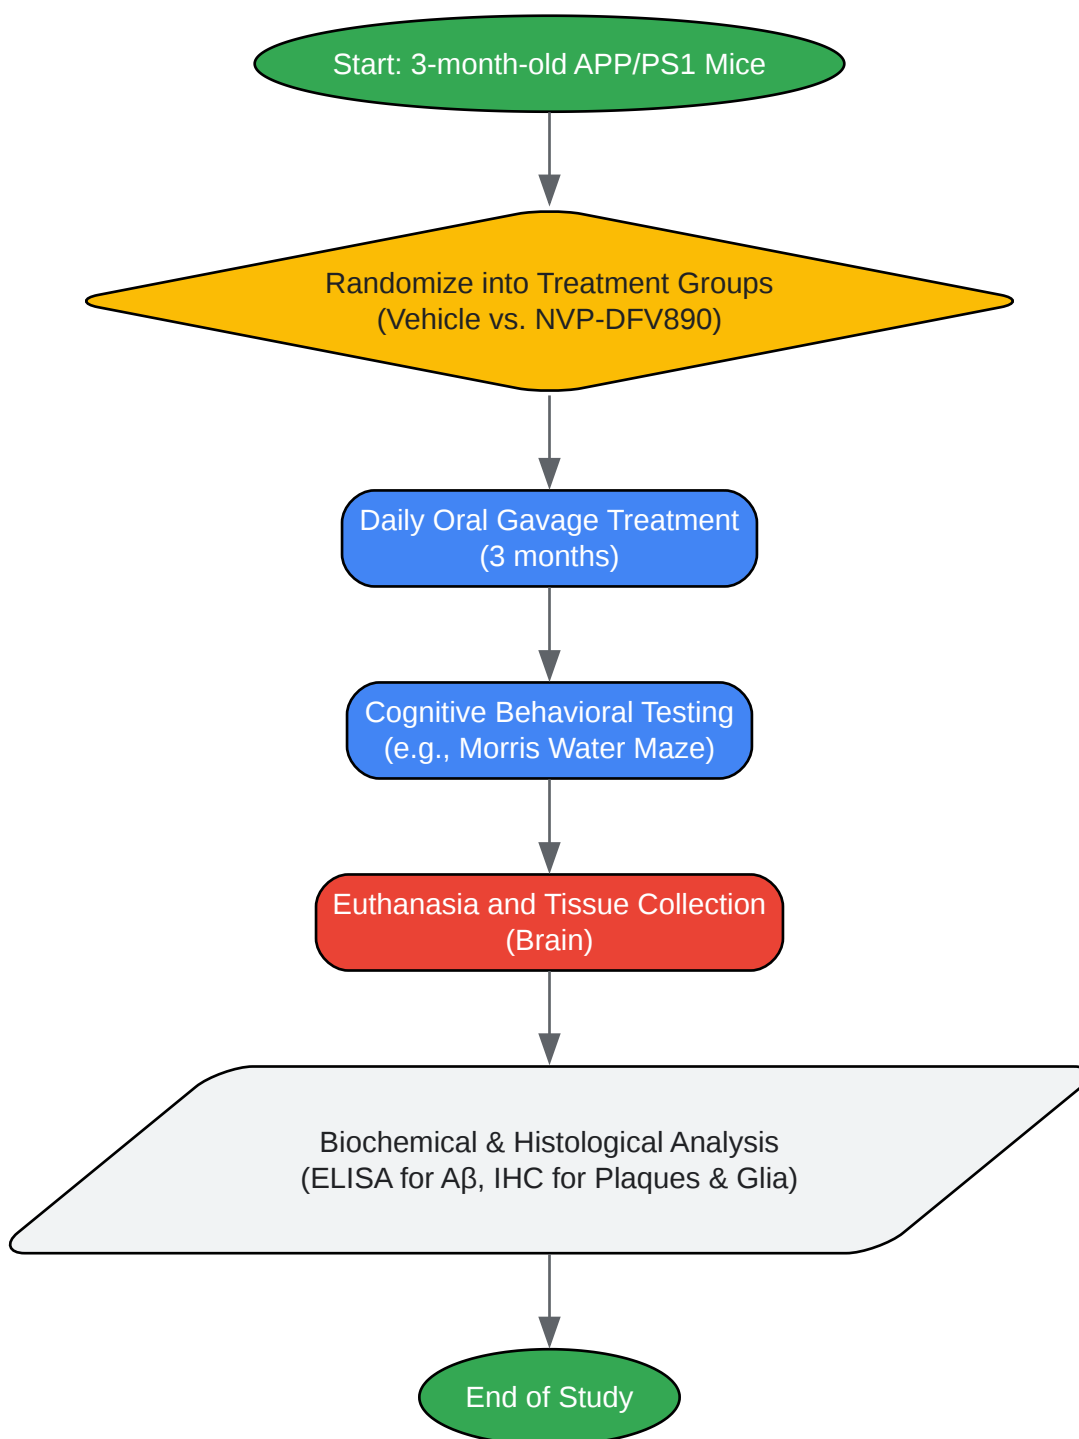 Start: 3-month-old APP/PS1 Mice
Randomize into Treatment Groups
(Vehicle vs. NVP-DFV890)
Daily Oral Gavage Treatment
(3 months)
Cognitive Behavioral Testing
(e.g., Morris Water Maze)
Euthanasia and Tissue Collection
(Brain)
Biochemical & Histological Analysis
(ELISA for Aβ, IHC for Plaques & Glia)
End of Study